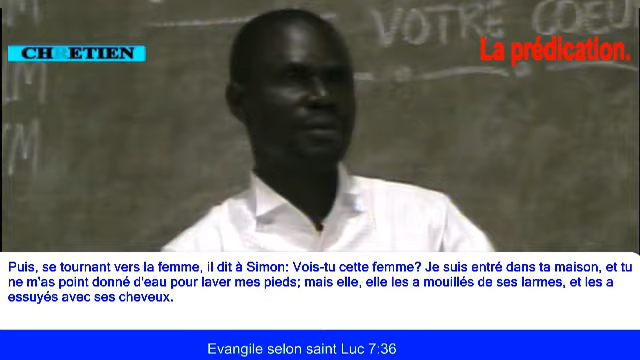 VOTRE COEU
CHRETIEN
La prédication.
M
M
Puis, se tournant vers la femme, il dit à Simon: Vois-tu cette femme? Je suis entré dans ta maison, et tu
ne m'as point donné d'eau pour laver mes pieds; mais elle, elle les a mouillés de ses larmes, et les a
essuyés avec ses cheveux.
Evangile selon saint Luc 7:36